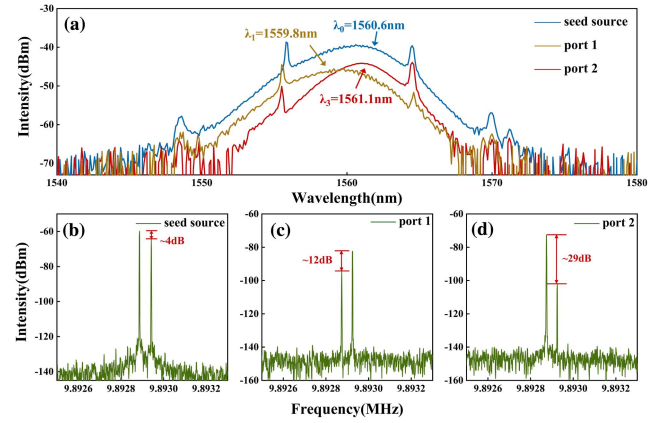 (a)
λ₁=1559.8nm
λ₀=1560.6nm
seed source
port 1
port 2
λ₃=1561.1nm
Intensity(dBm)
-30
-40
-50
-60
-70
1540
1550
1560
1570
1580
Wavelength(nm)
(b)
seed source
~4dB
Intensity(dBm)
-60
-80
-100
-120
-140
9.8926
9.8928
9.8930
9.8932
(c)
port 1
~12dB
-60
-80
-100
-120
-140
-160
9.8926
9.8928
9.8930
9.8932
(d)
port 2
~29dB
-60
-80
-100
-120
-140
-160
9.8926
9.8928
9.8930
9.8932
Frequency(MHz)